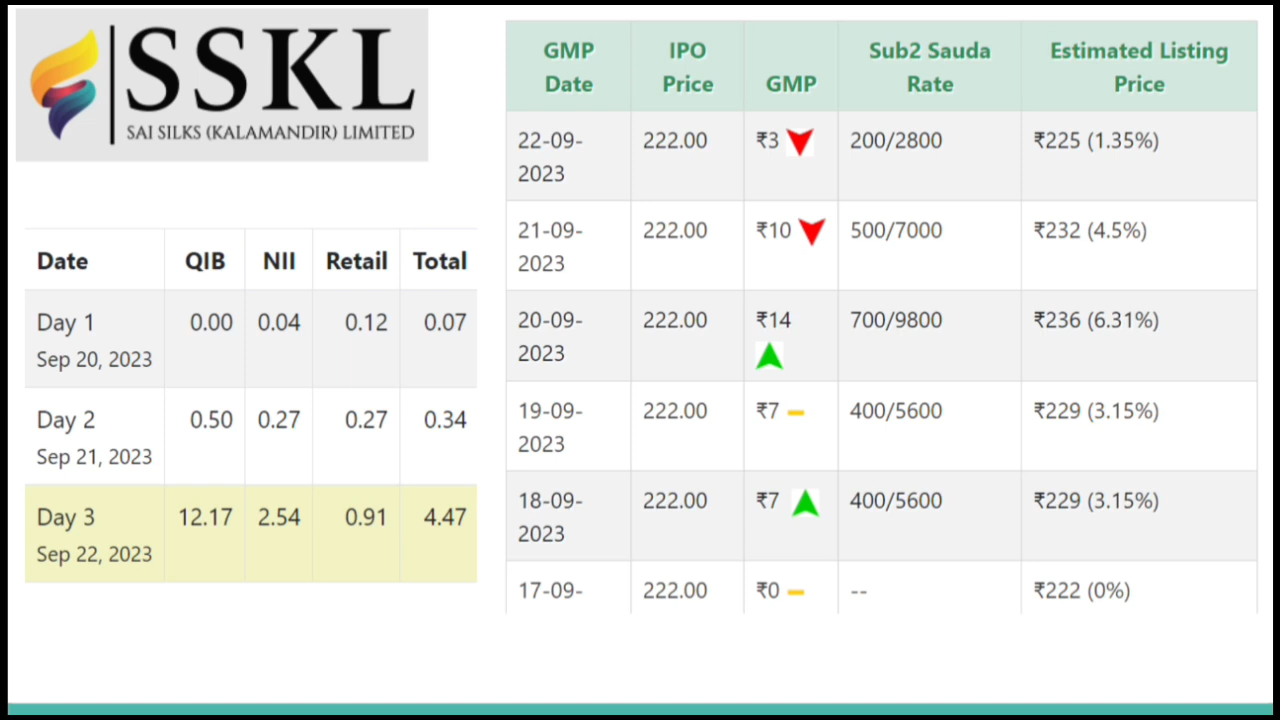 SSKL
SAI SILKS (KALAMANDIR) LIMITED
Date QIB NII Retail Total
Day 1 0.00 0.04 0.12 0.07
Sep 20, 2023
Day 2 0.50 0.27 0.27 0.34
Sep 21, 2023
Day 3 12.17 2.54 0.91 4.47
Sep 22, 2023
GMP IPO Sub2 Sauda Estimated Listing
Date Price GMP Rate Price
22-09- 222.00 ₹3 200/2800 ₹225 (1.35%)
2023
21-09- 222.00 ₹10 500/7000 ₹232 (4.5%)
2023
20-09- 222.00 ₹14 700/9800 ₹236 (6.31%)
2023
19-09- 222.00 ₹7 400/5600 ₹229 (3.15%)
2023
18-09- 222.00 ₹7 400/5600 ₹229 (3.15%)
2023
17-09- 222.00 ₹0 -- ₹222 (0%)